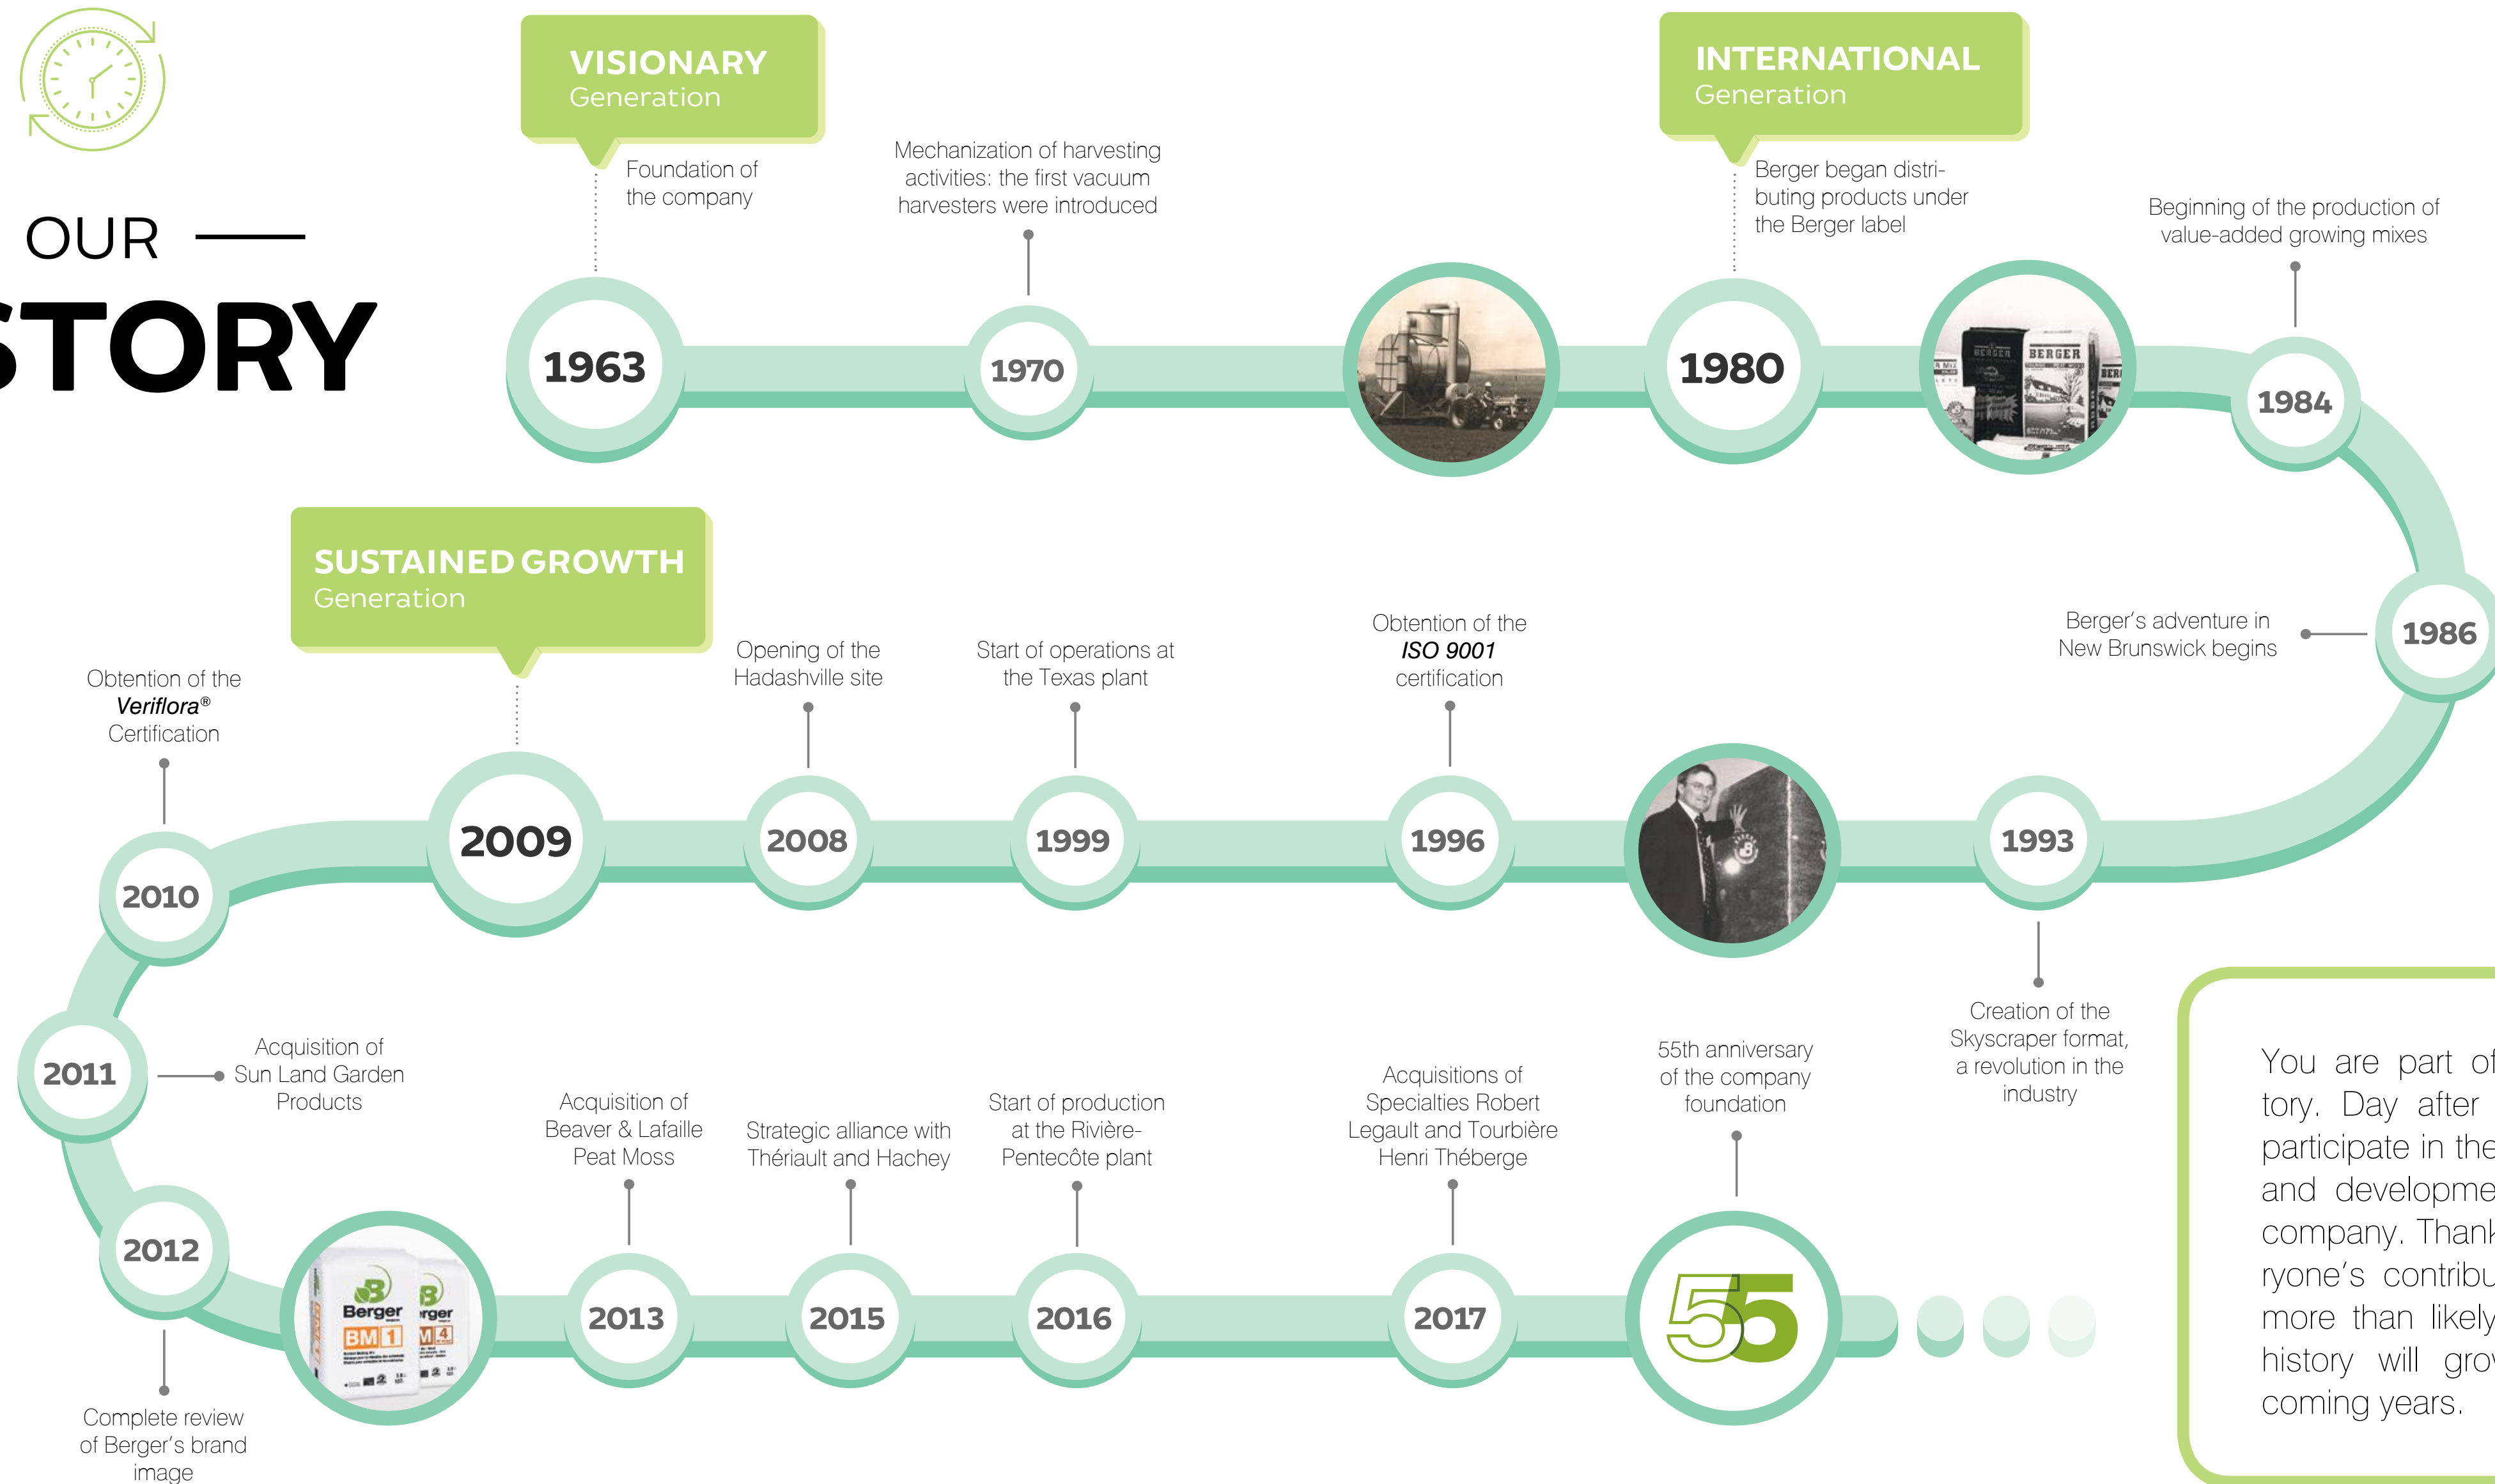 OUR
STORY
VISIONARY
Generation
Foundation of
the company
1963
Mechanization of harvesting
activities: the first vacuum
harvesters were introduced
1970
INTERNATIONAL
Generation
Berger began distri-
buting products under
the Berger label
1980
BERGER
BERGER
Beginning of the production of
value-added growing mixes
1984
Berger's adventure in
New Brunswick begins
1986
Creation of the
Skyscraper format,
a revolution in the
industry
1993
Obtention of the
ISO 9001
certification
1996
Start of operations at
the Texas plant
1999
Opening of the
Hadashville site
2008
SUSTAINED GROWTH
Generation
2009
Obtention of the
Veriflora®
Certification
2010
2011
Acquisition of
Sun Land Garden
Products
2012
Complete review
of Berger's brand
image
B
Berger
BM 1
B
rger
M 4
Acquisition of
Beaver & Lafaille
Peat Moss
2013
Strategic alliance with
Thériault and Hachey
2015
Start of production
at the Rivière-
Pentecôte plant
2016
Acquisitions of
Specialties Robert
Legault and Tourbière
Henri Théberge
2017
55th anniversary
of the company
foundation
55
You are part of
tory. Day after
participate in the
and developme
company. Thank
ryone's contribu
more than likely
history will grow
coming years.